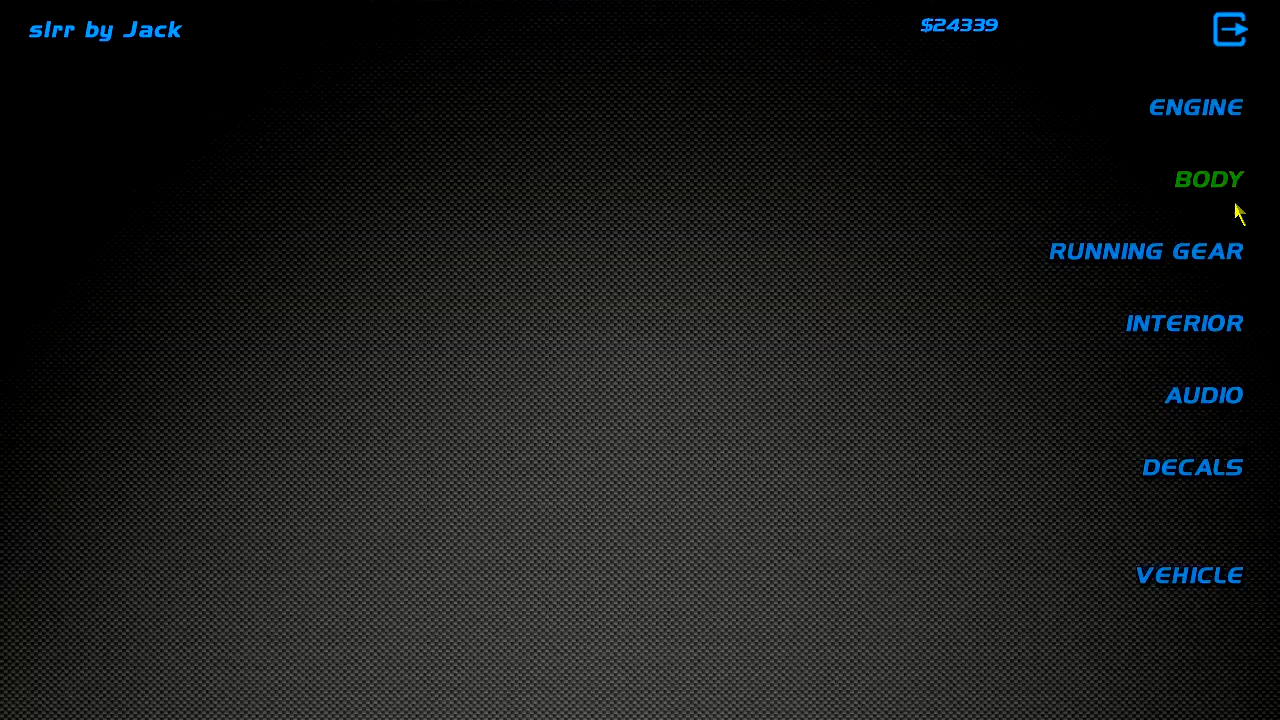 slrr by Jack
$24339
ENGINE
BODY
RUNNING GEAR
INTERIOR
AUDIO
DECALS
VEHICLE